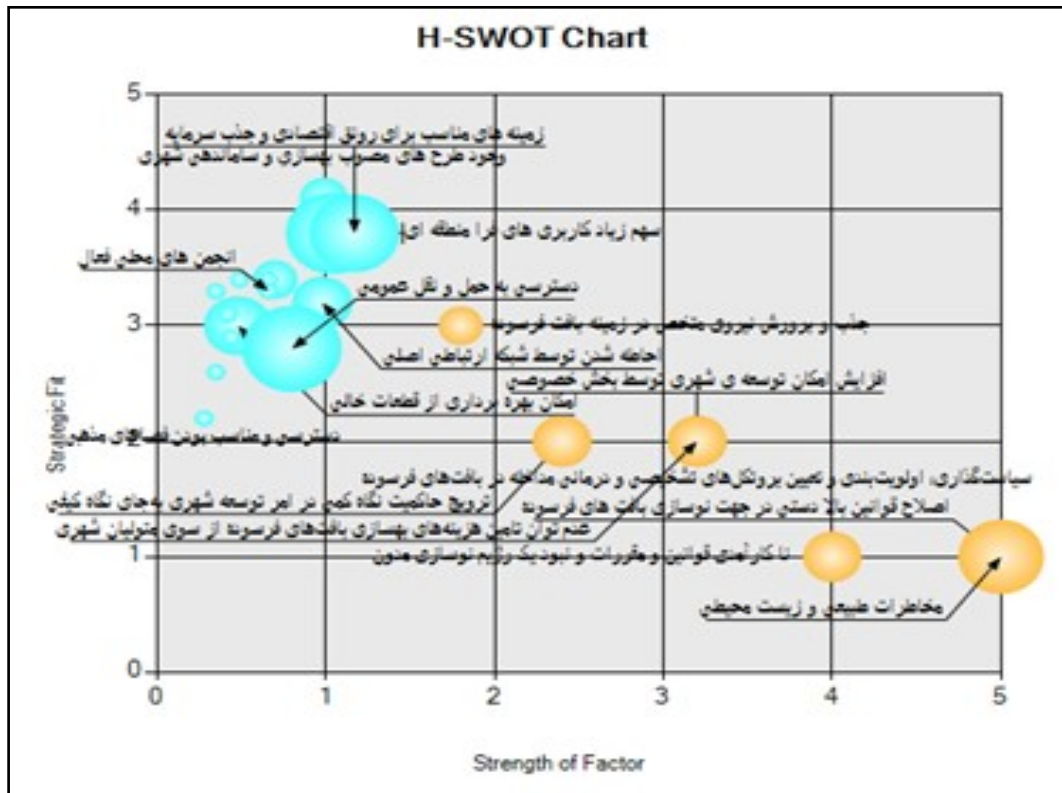 H-SWOT Chart
5
زمینه های مناسب برای رونق اقتصادی و جذب سرمایه
وجود طرح های مصوب بهسازی و ساماندهی شهری
4
سهم زیاد کاربری های فرا منطقه ای
انجمن های محلی فعال
دسترسی به حمل و نقل عمومی
3
جذب و پرورش نیروی متخصص در زمینه بافت فرسوده
احاطه شدن توسط شبکه ارتباطی اصلی
افزایش امکان توسعه ی شهری توسط بخش خصوصی
امکان بهره برداری از قطعات خالی
Strategic Fit
2
دسترسی و مناسب بودن فضاهای مذهبی
سیاست‌گذاری، اولویت‌بندی و تعیین پروتکل‌های تشخیصی و درمانی مداخله در بافت‌های فرسوده
ترویج حاکمیت نگاه کمی در امر توسعه شهری به‌جای نگاه کیفی
اصلاح قوانین بالا دستی در جهت نوسازی بافت های فرسوده
عدم توان تامین هزینه‌های بهسازی بافت‌های فرسوده از سوی متولیان شهری
1
نا کارآمدی قوانین و مقررات و نبود یک رژیم نوسازی مدون
مخاطرات طبیعی و زیست محیطی
0
0 1 2 3 4 5
Strength of Factor